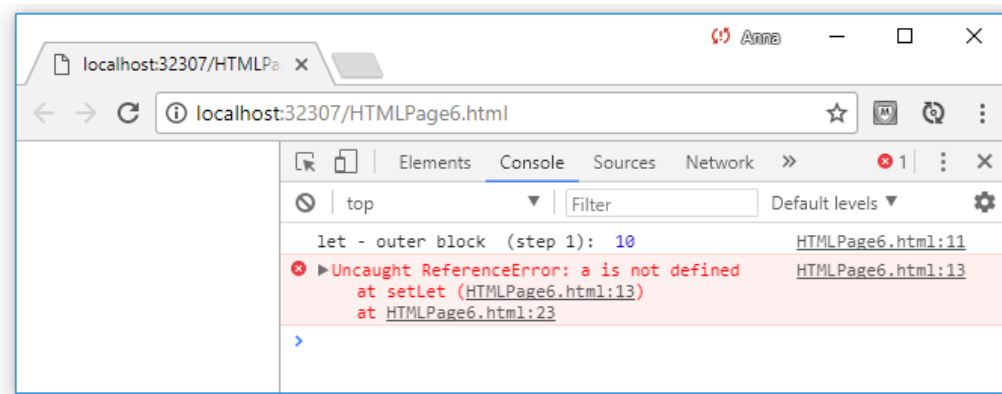 Anna
localhost:32307/HTMLPa
localhost:32307/HTMLPage6.html
Elements Console Sources Network » 1
top Filter Default levels
let - outer block (step 1): 10 HTMLPage6.html:11
Uncaught ReferenceError: a is not defined HTMLPage6.html:13
at setLet (HTMLPage6.html:13)
at HTMLPage6.html:23